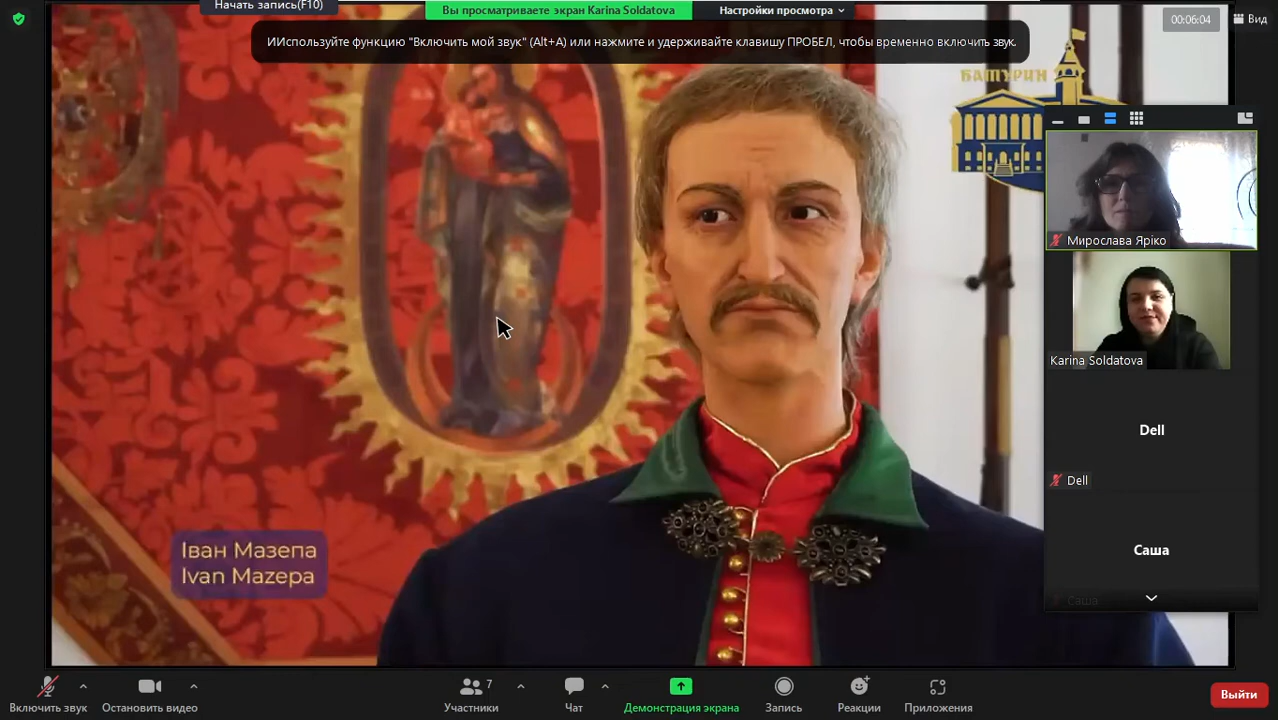 Начать запись(F10)
Вы просматриваете экран Karina Soldatova
Настройки просмотра
00:06:04
Вид
ИИспользуйте функцию "Включить мой звук" (Alt+A) или нажмите и удерживайте клавишу ПРОБЕЛ, чтобы временно включить звук.
БАТУРИН
Мирослава Яріко
Karina Soldatova
Dell
Dell
Саша
Саша
Іван Мазепа
Ivan Mazepa
Включить звук
Остановить видео
7
Участники
Чат
Демонстрация экрана
Запись
Реакции
Приложения
Выйти